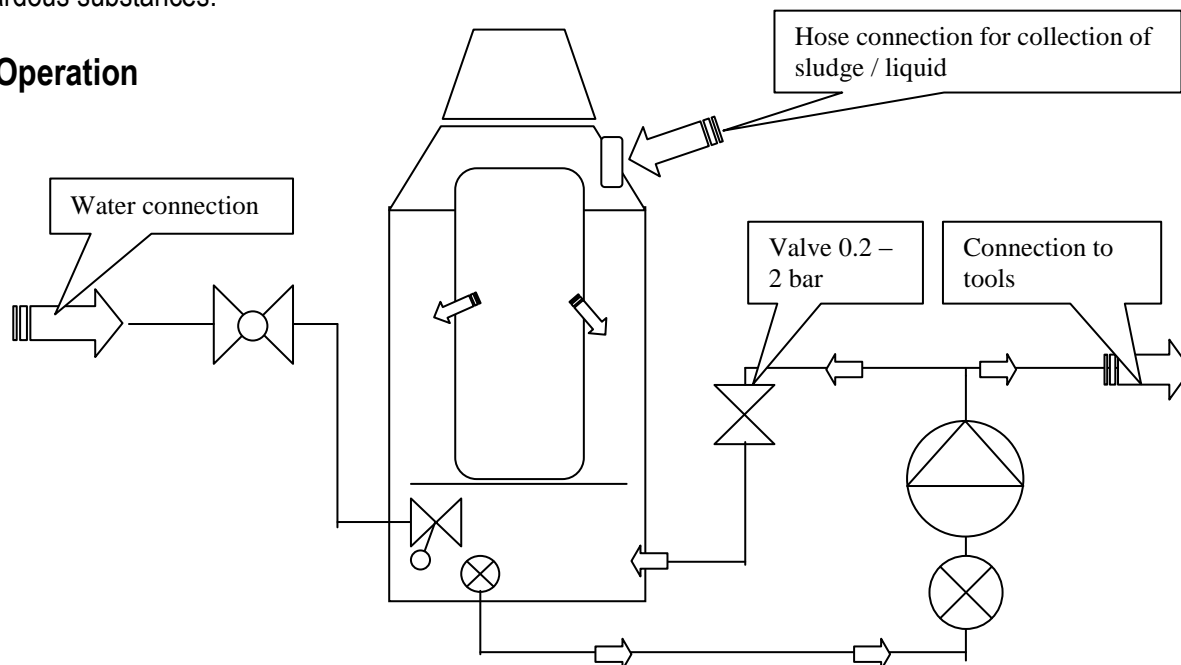 ardous substances.
Operation
Hose connection for collection of
sludge / liquid
Water connection
Valve 0.2 –
2 bar
Connection to
tools